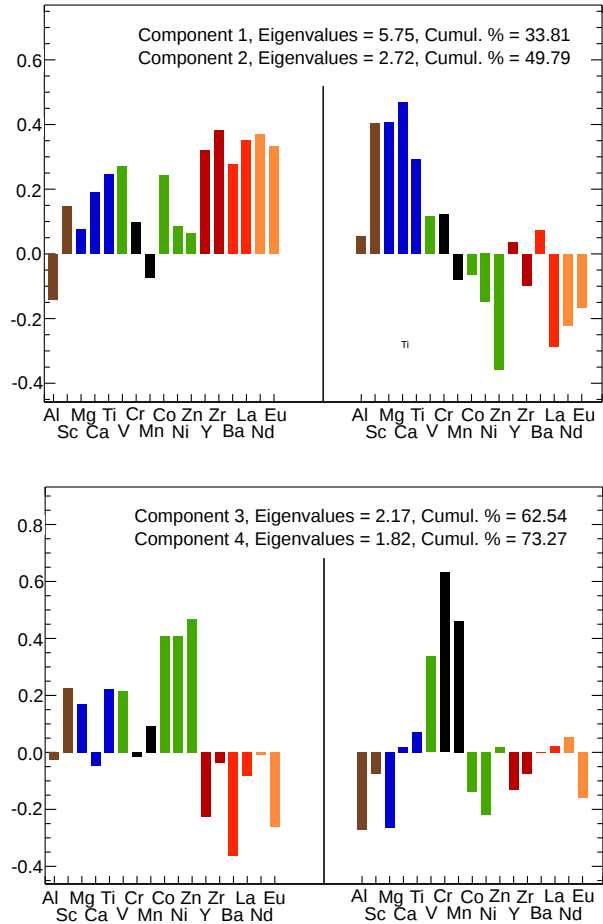 Component 1, Eigenvalues = 5.75, Cumul. % = 33.81
Component 2, Eigenvalues = 2.72, Cumul. % = 49.79
0.6
0.4
0.2
0.0
-0.2
-0.4
Ti
Al Mg Ti Cr Co Zn Zr La Eu Al Mg Ti Cr Co Zn Zr La Eu
Sc Ca V Mn Ni Y Ba Nd Sc Ca V Mn Ni Y Ba Nd
Component 3, Eigenvalues = 2.17, Cumul. % = 62.54
Component 4, Eigenvalues = 1.82, Cumul. % = 73.27
0.8
0.6
0.4
0.2
0.0
-0.2
-0.4
Al Mg Ti Cr Co Zn Zr La Eu Al Mg Ti Cr Co Zn Zr La Eu
Sc Ca V Mn Ni Y Ba Nd Sc Ca V Mn Ni Y Ba Nd